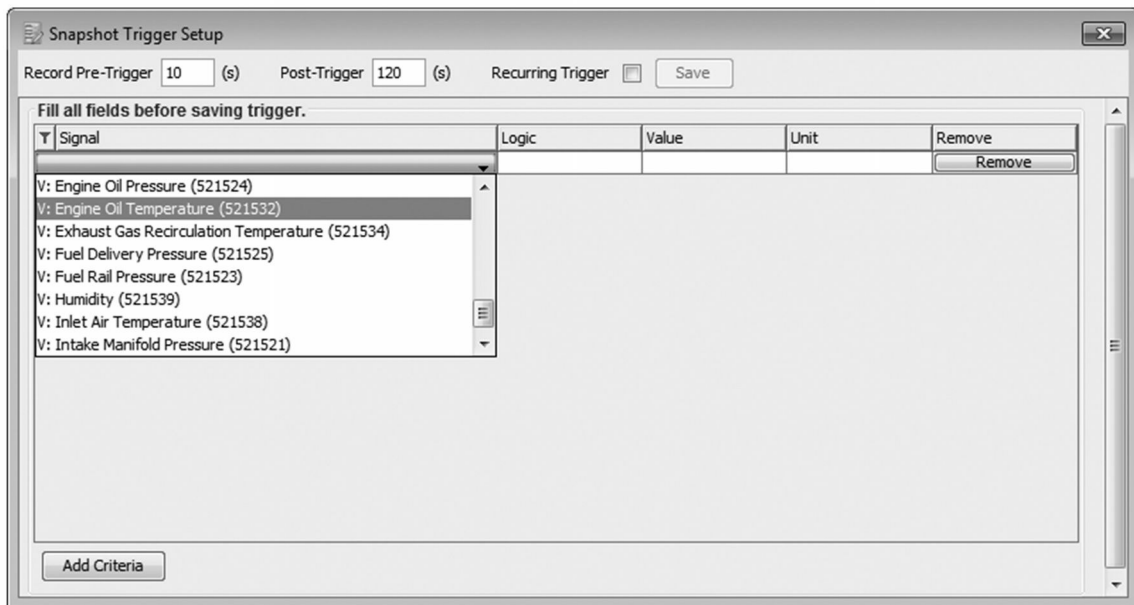 Snapshot Trigger Setup
Record Pre-Trigger 10 (s) Post-Trigger 120 (s) Recurring Trigger Save
Fill all fields before saving trigger.
Signal Logic Value Unit Remove
Remove
V: Engine Oil Pressure (521524)
V: Engine Oil Temperature (521532)
V: Exhaust Gas Recirculation Temperature (521534)
V: Fuel Delivery Pressure (521525)
V: Fuel Rail Pressure (521523)
V: Humidity (521539)
V: Inlet Air Temperature (521538)
V: Intake Manifold Pressure (521521)
Add Criteria